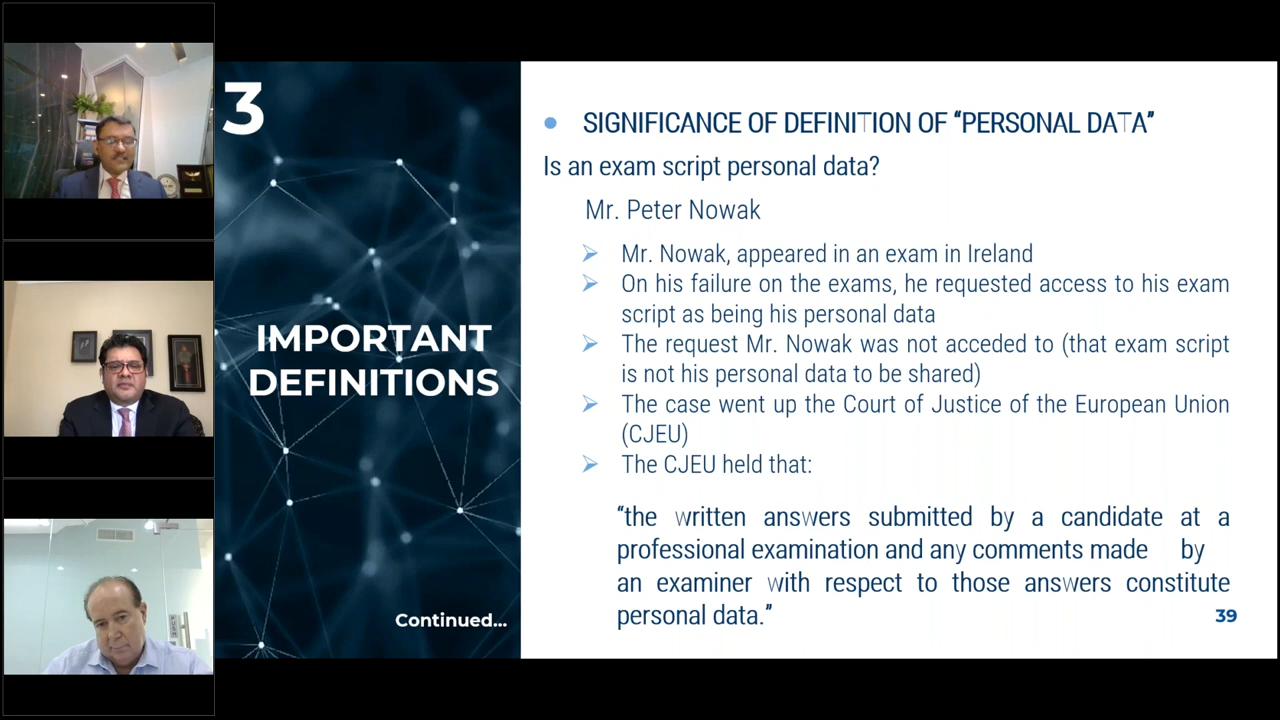 3
IMPORTANT
DEFINITIONS
Continued...
SIGNIFICANCE OF DEFINITION OF “PERSONAL DATA”
Is an exam script personal data?
Mr. Peter Nowak
Mr. Nowak, appeared in an exam in Ireland
On his failure on the exams, he requested access to his exam
script as being his personal data
The request Mr. Nowak was not acceded to (that exam script
is not his personal data to be shared)
The case went up the Court of Justice of the European Union
(CJEU)
The CJEU held that:
“the written answers submitted by a candidate at a
professional examination and any comments made by
an examiner with respect to those answers constitute
personal data.”
39